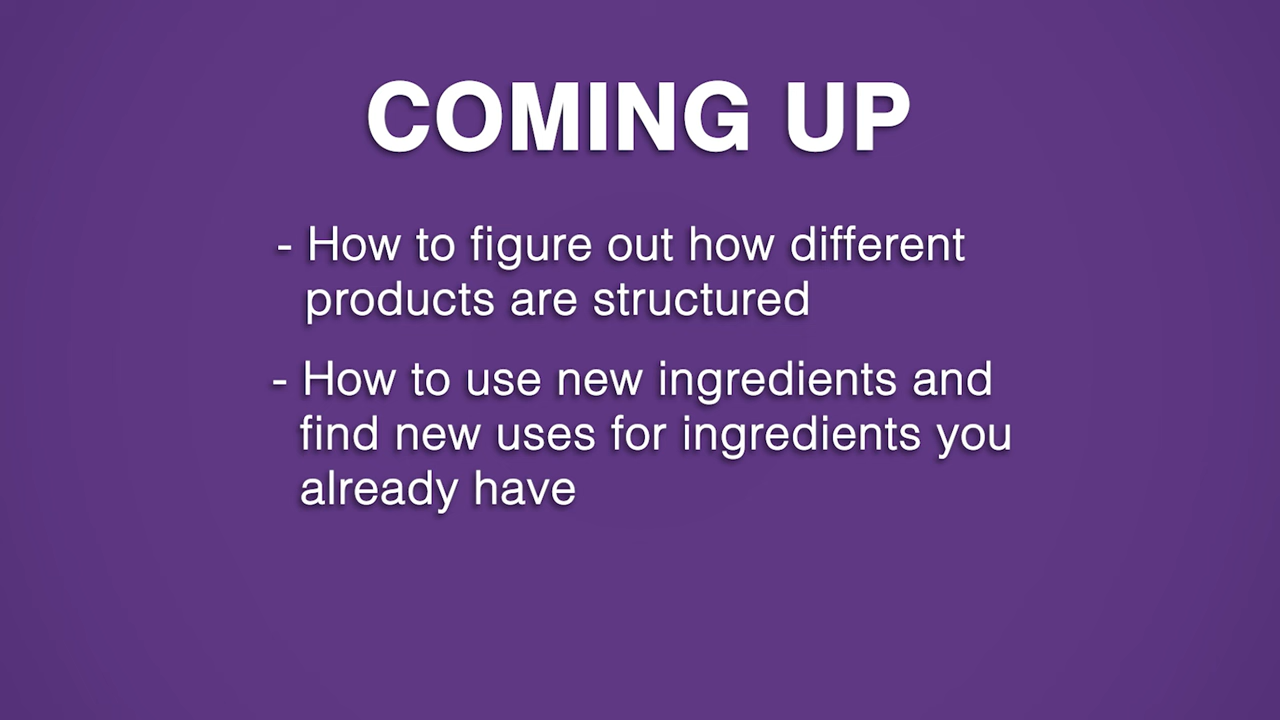 COMING UP
- How to figure out how different
products are structured
- How to use new ingredients and
find new uses for ingredients you
already have